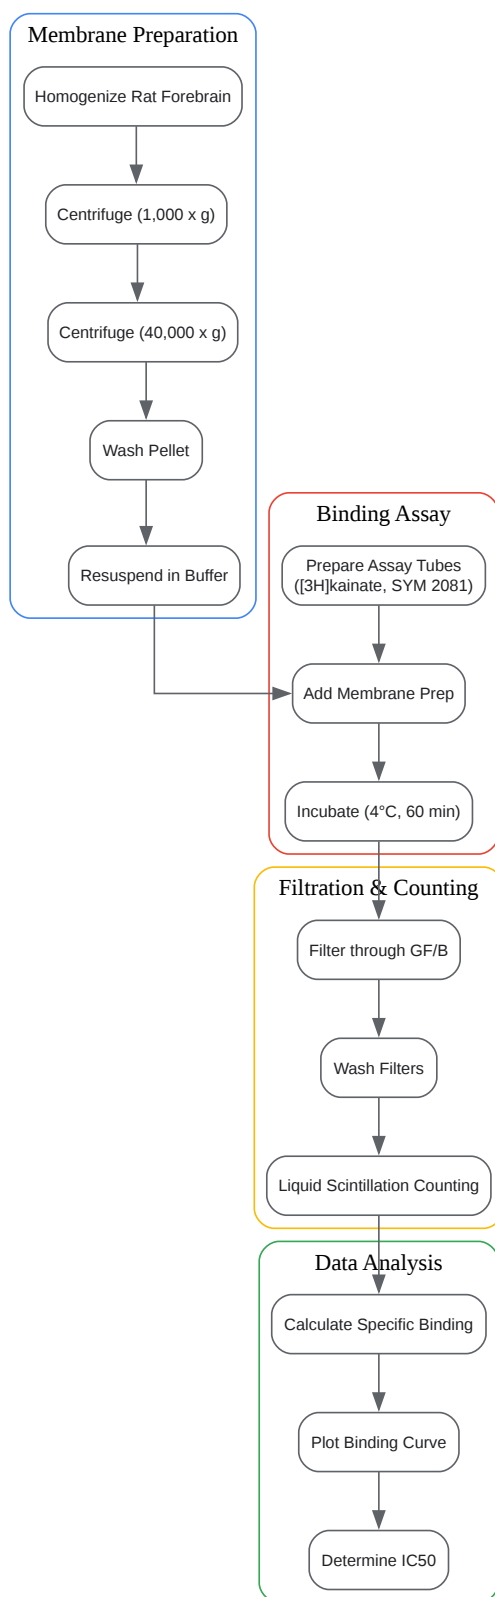 Membrane Preparation
Homogenize Rat Forebrain
Centrifuge (1,000 x g)
Centrifuge (40,000 x g)
Wash Pellet
Resuspend in Buffer
Binding Assay
Prepare Assay Tubes
([3H]kainate, SYM 2081)
Add Membrane Prep
Incubate (4°C, 60 min)
Filtration & Counting
Filter through GF/B
Wash Filters
Liquid Scintillation Counting
Data Analysis
Calculate Specific Binding
Plot Binding Curve
Determine IC50